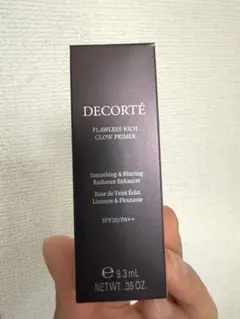 DECORTÉ
FLAWLESS RICH
GLOW PRIMER
Smoothing & Blurring
Radiance Enhancer
Base de Teint Éclat
Lissante & Floutante
SPF20/PA++
℮ 9.3 mL
NET WT. .35 OZ.